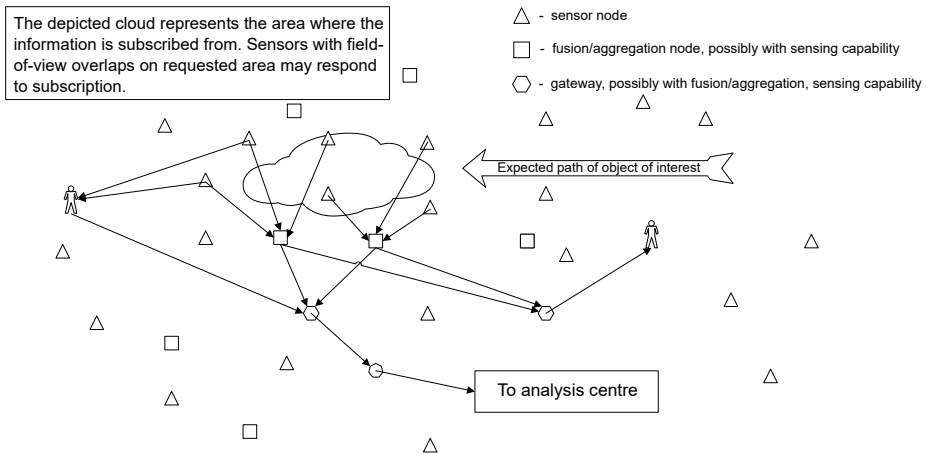 The depicted cloud represents the area where the
information is subscribed from. Sensors with field-
of-view overlaps on requested area may respond
to subscription.
- sensor node
- fusion/aggregation node, possibly with sensing capability
- gateway, possibly with fusion/aggregation, sensing capability
Expected path of object of interest
To analysis centre